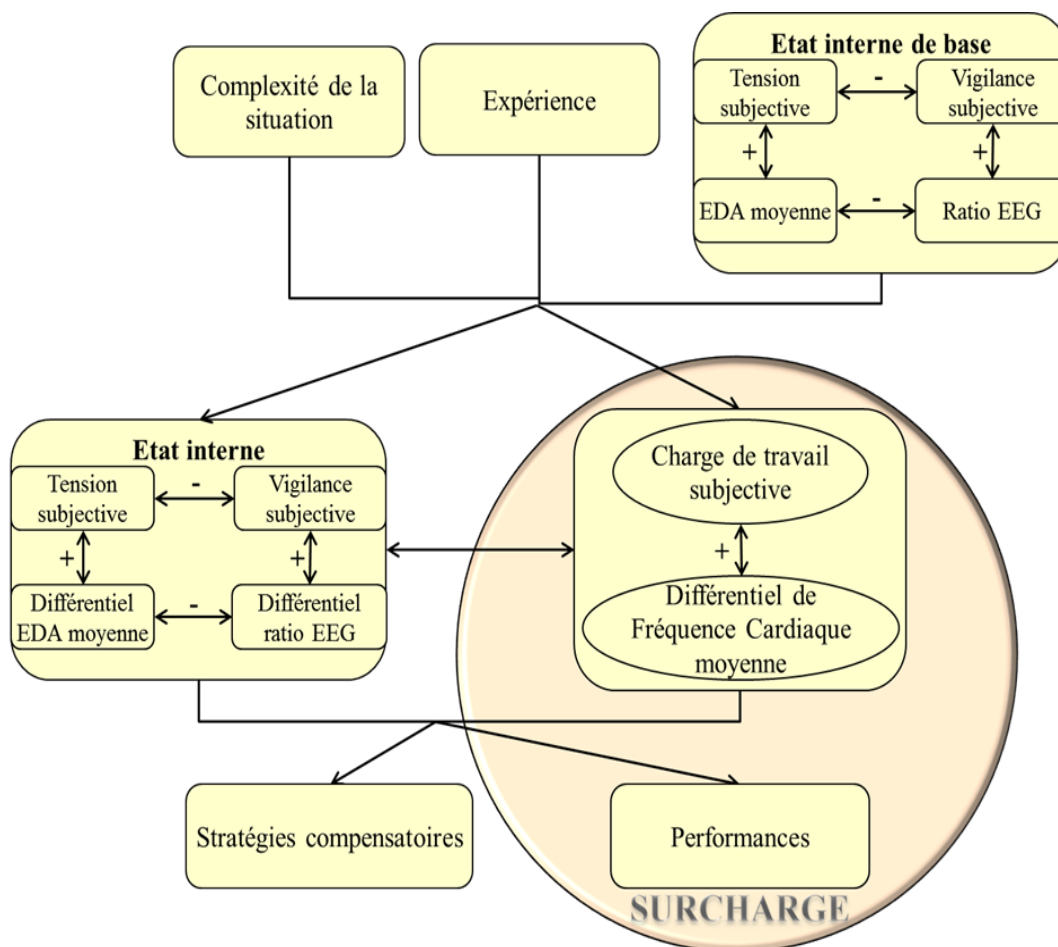 Etat interne de base
Complexité de la
situation
Expérience
Tension
subjective
-
Vigilance
subjective
+
+
EDA moyenne
-
Ratio EEG
Etat interne
Tension
subjective
-
Vigilance
subjective
+
+
Différentiel
EDA moyenne
-
Différentiel
ratio EEG
Charge de travail
subjective
+
Différentiel de
Fréquence Cardiaque
moyenne
Stratégies compensatoires
Performances
SURCHARGE